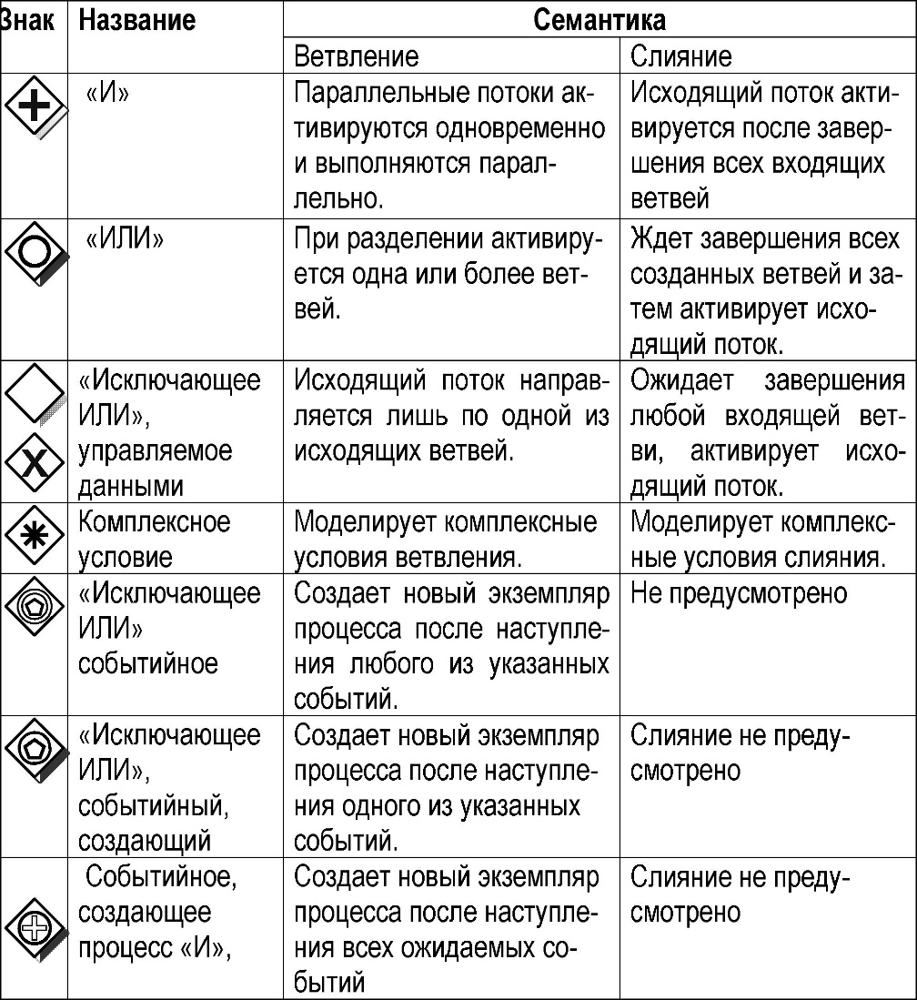 Знак Название Семантика
Ветвление Слияние
«И»
Параллельные потоки ак-
тивируются одновременно
и выполняются парал-
лельно.
Исходящий поток акти-
вируется после завер-
шения всех входящих
ветвей
«ИЛИ»
При разделении активиру-
ется одна или более вет-
вей.
Ждет завершения всех
созданных ветвей и за-
тем активирует исхо-
дящий поток.
X
«Исключающее
ИЛИ»,
управляемое
данными
Исходящий поток направ-
ляется лишь по одной из
исходящих ветвей.
Ожидает завершения
любой входящей вет-
ви, активирует исхо-
дящий поток.
Комплексное
условие
Моделирует комплексные
условия ветвления.
Моделирует комплекс-
ные условия слияния.
«Исключающее
ИЛИ»
событийное
Создает новый экземпляр
процесса после наступле-
ния любого из указанных
событий.
Не предусмотрено
«Исключающее
ИЛИ»,
событийный,
создающий
Создает новый экземпляр
процесса после наступле-
ния одного из указанных
событий.
Слияние не преду-
смотрено
Событийное,
создающее
процесс «И»,
Создает новый экземпляр
процесса после наступле-
ния всех ожидаемых со-
бытий
Слияние не преду-
смотрено